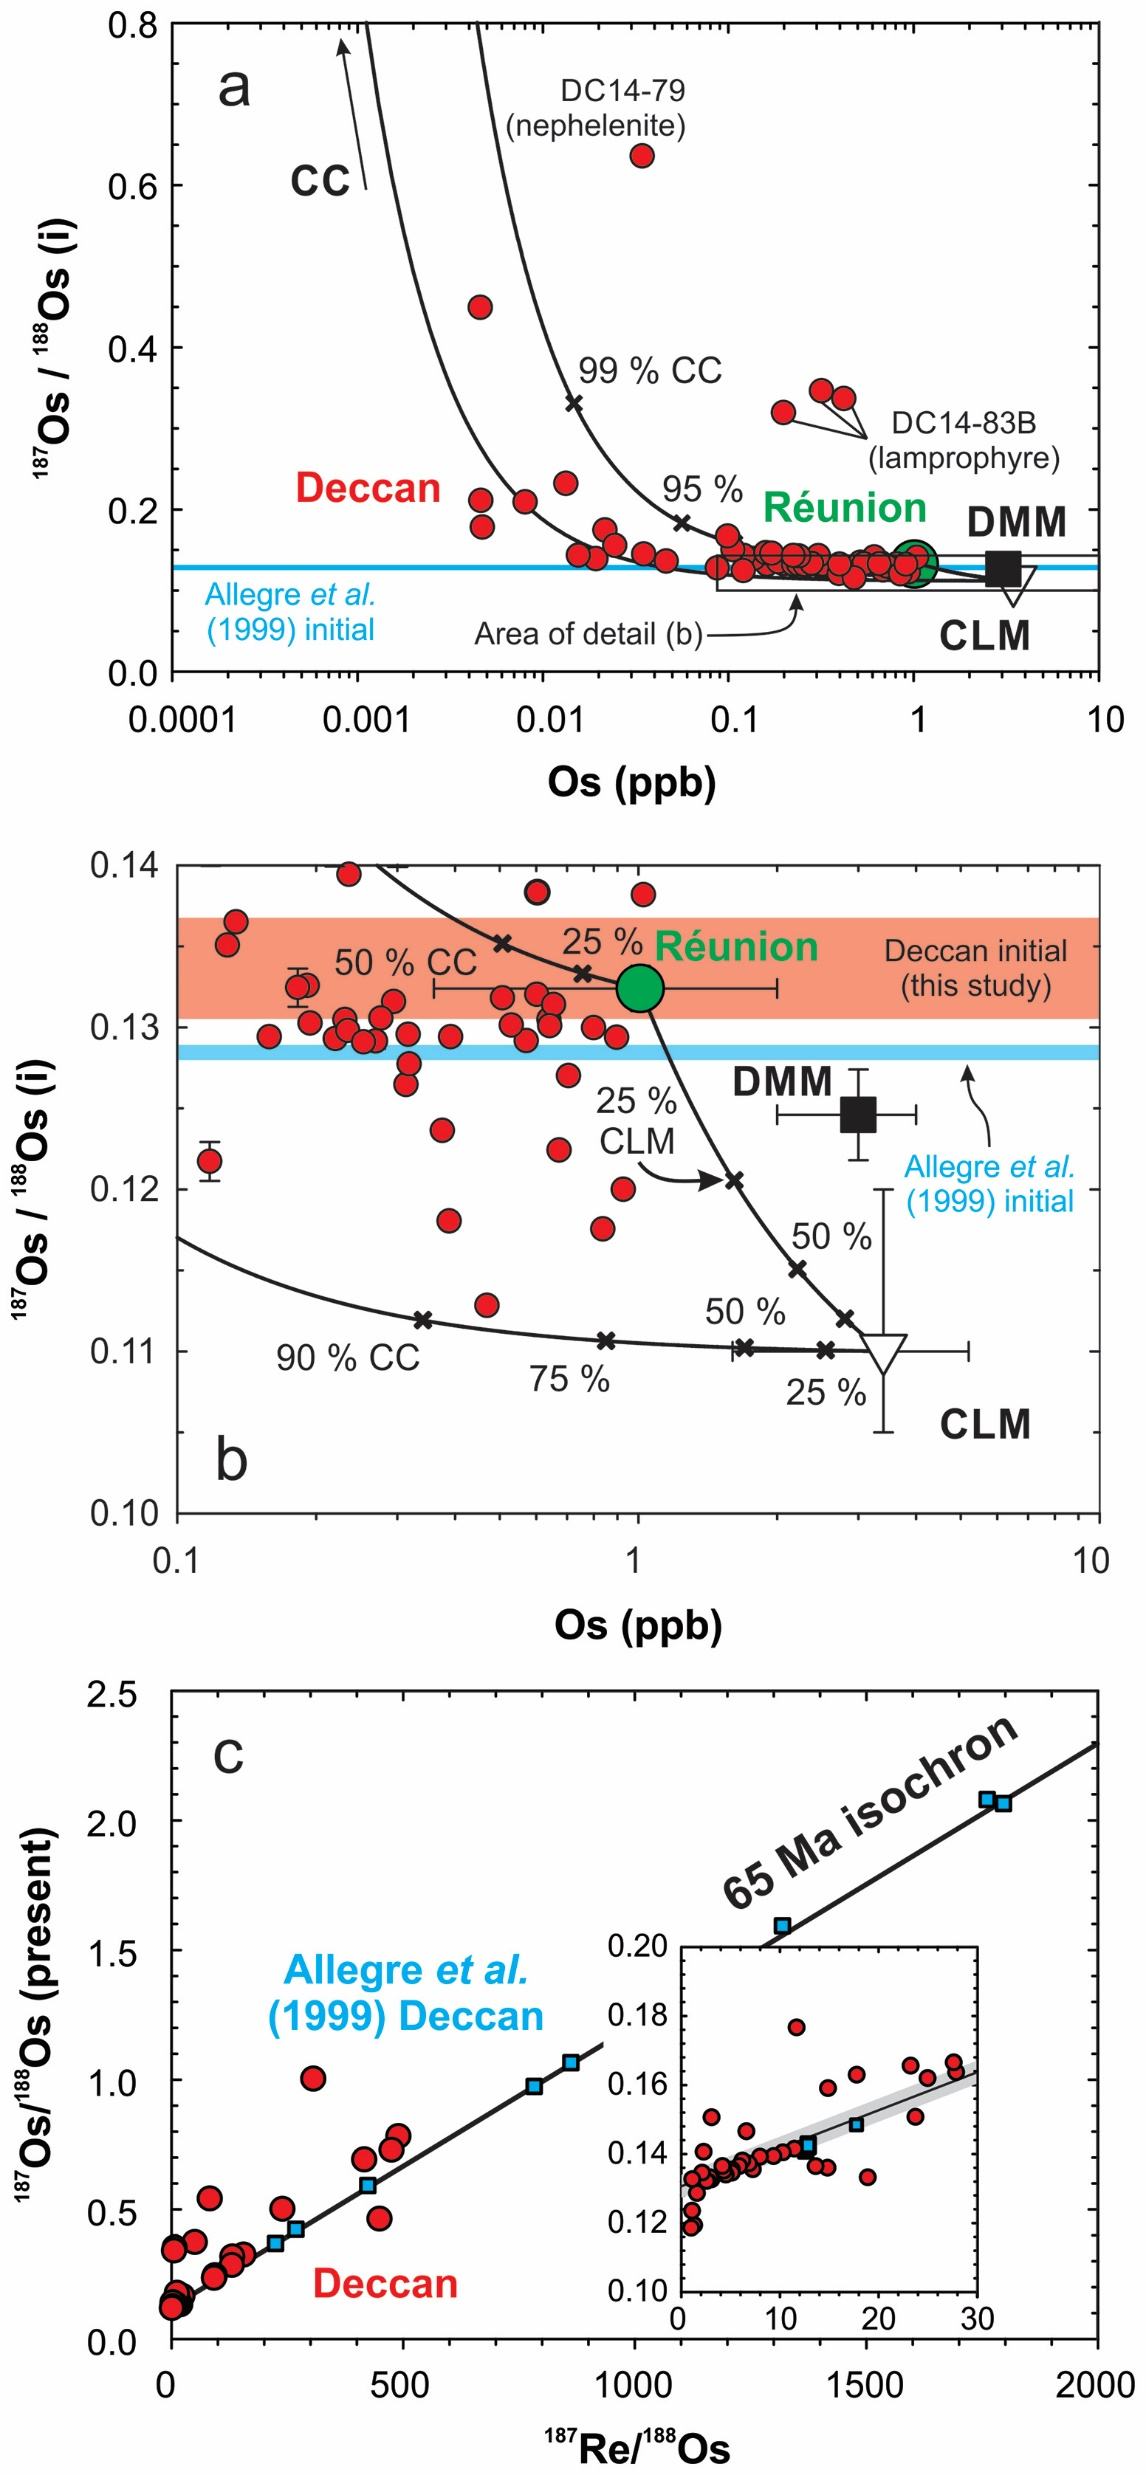 a
0.8
0.6
0.4
0.2
0.0
¹⁸⁷Os / ¹⁸⁸Os (i)
CC
DC14-79
(nephelenite)
99 % CC
DC14-83B
(lamprophyre)
Deccan
95 %
Réunion
DMM
Allegre et al.
(1999) initial
Area of detail (b)
CLM
0.0001
0.001
0.01
0.1
1
10
Os (ppb)
0.14
0.13
0.12
0.11
0.10
¹⁸⁷Os / ¹⁸⁸Os (i)
50 % CC
25 %
Réunion
Deccan initial
(this study)
DMM
25 %
CLM
Allegre et al.
(1999) initial
50 %
50 %
90 % CC
75 %
25 %
CLM
b
0.1
1
10
Os (ppb)
2.5
2.0
1.5
1.0
0.5
0.0
¹⁸⁷Os/¹⁸⁸Os (present)
c
65 Ma isochron
Allegre et al.
(1999) Deccan
Deccan
0.20
0.18
0.16
0.14
0.12
0.10
0
10
20
30
0
500
1000
1500
2000
¹⁸⁷Re/¹⁸⁸Os